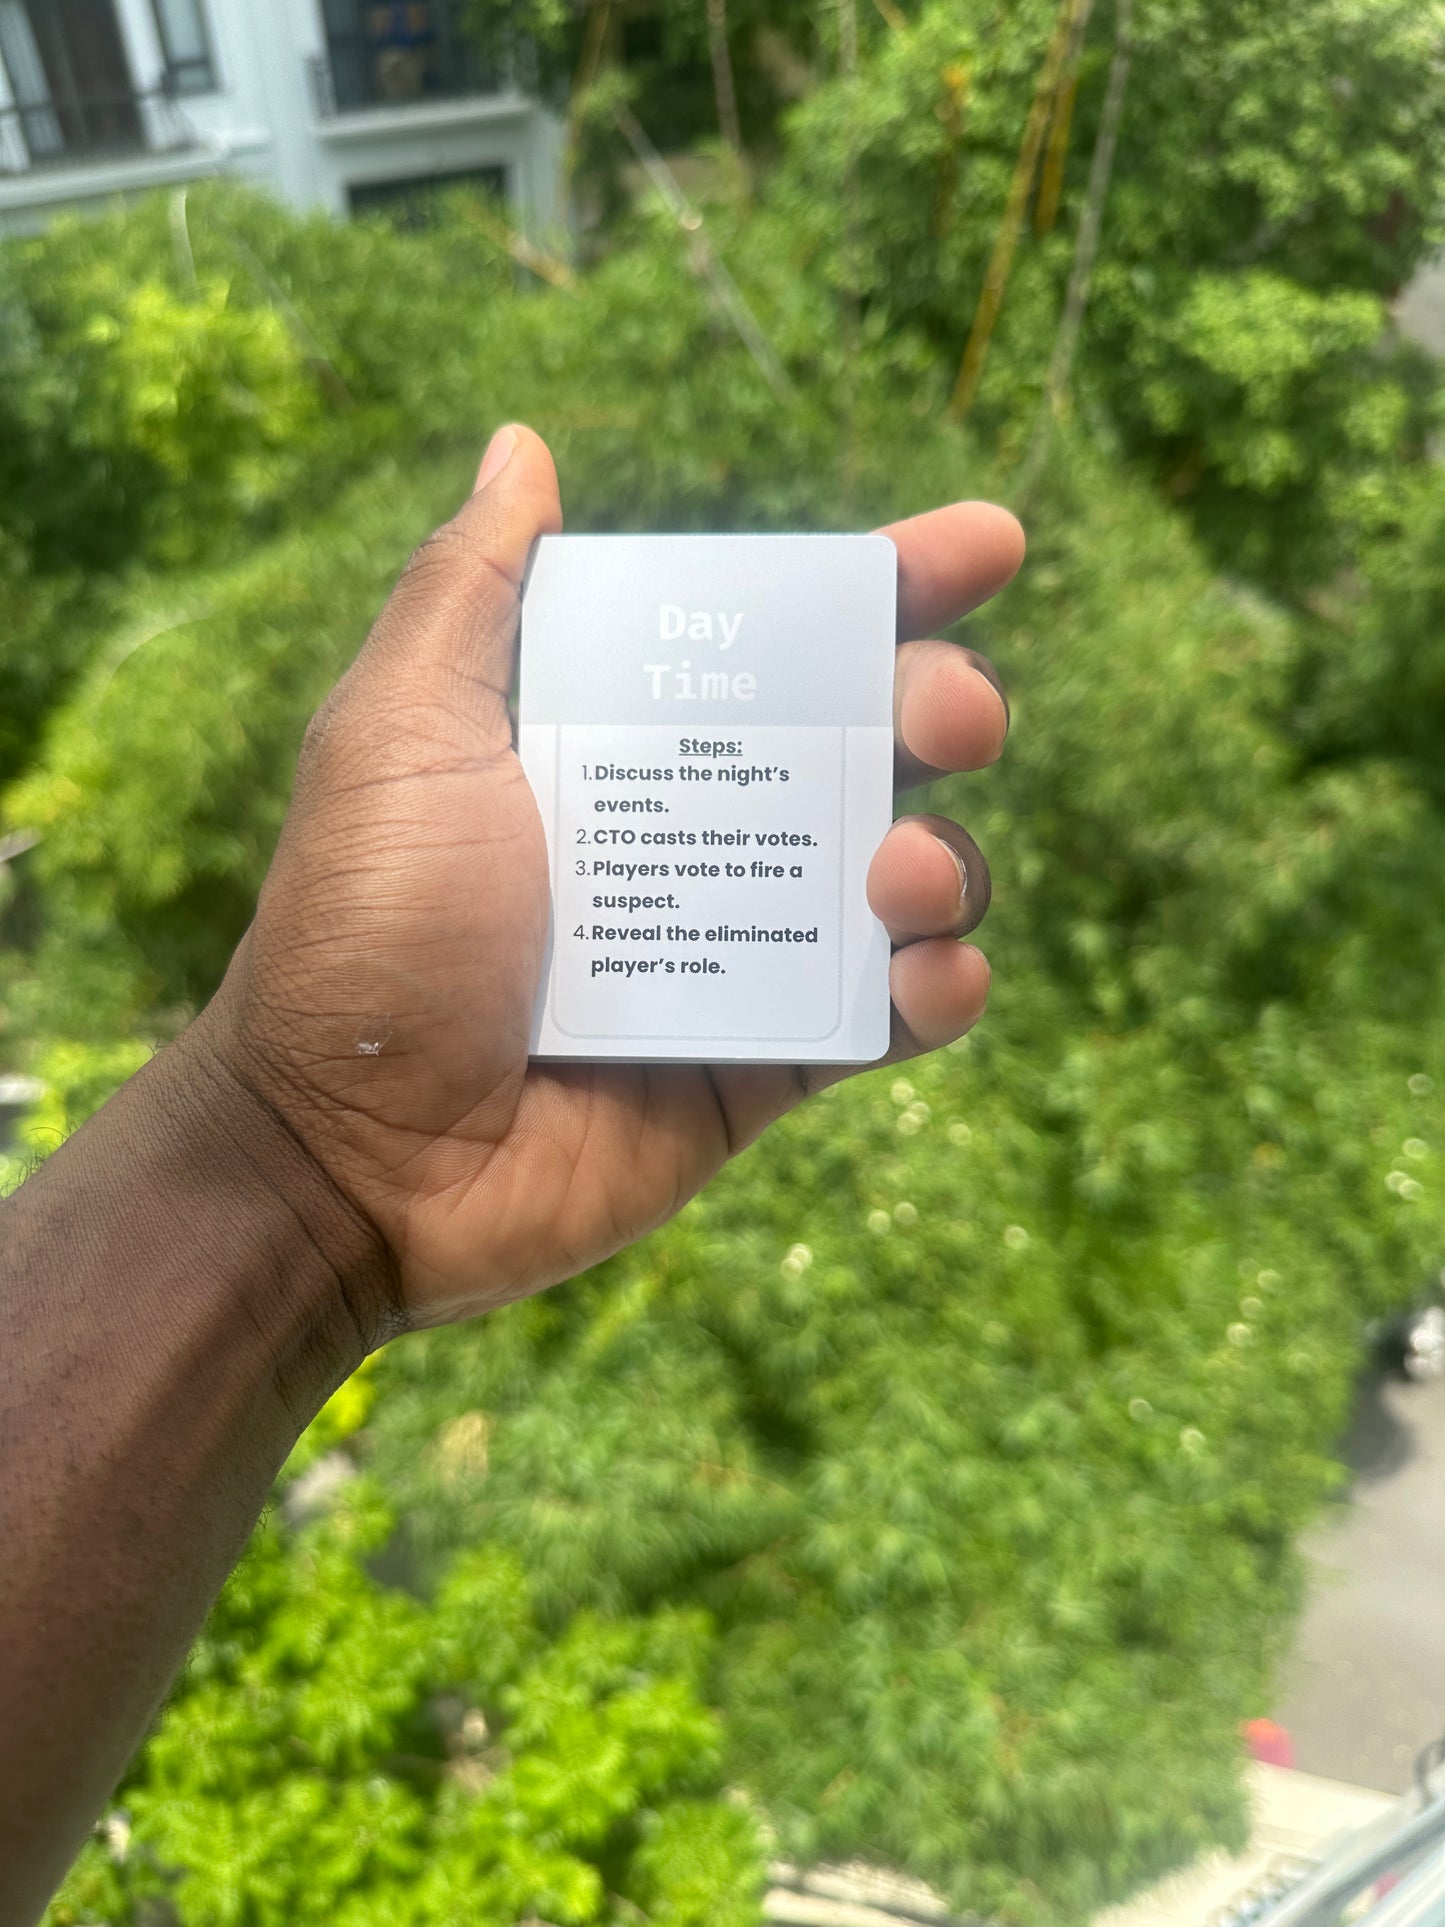 Day
Time
Steps:
1.Discuss the night’s
events.
2.CTO casts their votes.
3.Players vote to fire a
suspect.
4.Reveal the eliminated
player’s role.